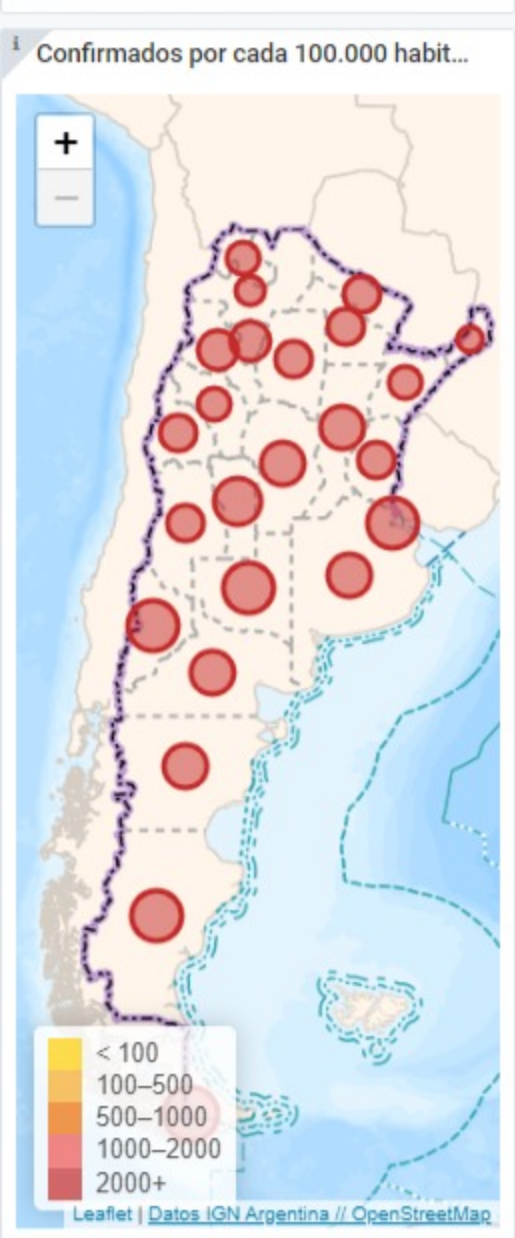 i
Confirmados por cada 100.000 habit...
+
−
< 100
100–500
500–1000
1000–2000
2000+
Leaflet | Datos IGN Argentina // OpenStreetMap